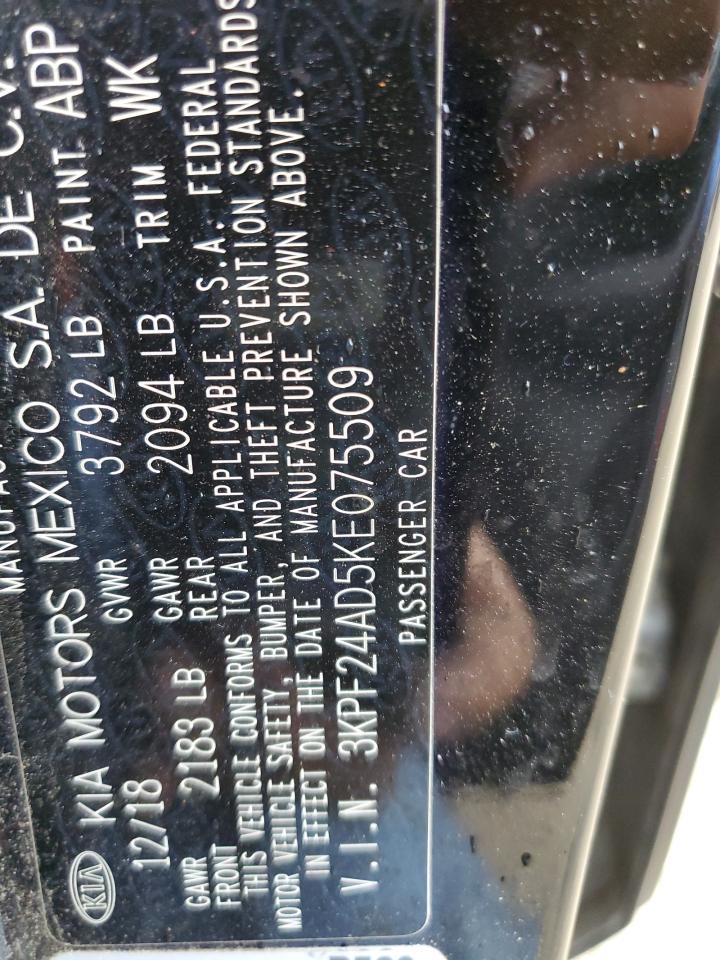 KIA KIA MOTORS MEXICO S.A. DE C.V.
12/18 GVWR 3792 LB PAINT ABP
GAWR FRONT 2183 LB GAWR REAR 2094 LB TRIM WK
THIS VEHICLE CONFORMS TO ALL APPLICABLE U.S.A. FEDERAL
MOTOR VEHICLE SAFETY, BUMPER, AND THEFT PREVENTION STANDARDS
IN EFFECT ON THE DATE OF MANUFACTURE SHOWN ABOVE.
V.I.N. 3KPF24AD5KE075509
PASSENGER CAR